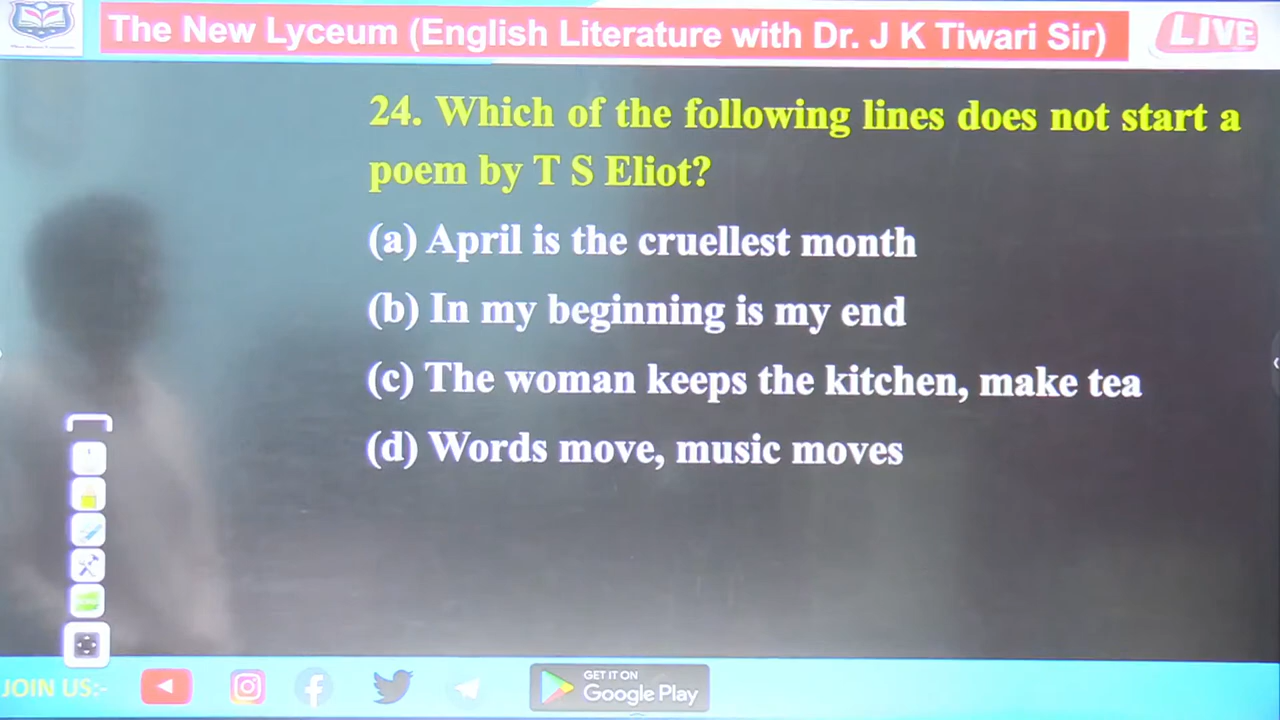 The New Lyceum (English Literature with Dr. J K Tiwari Sir)
LIVE
24. Which of the following lines does not start a
poem by T S Eliot?
(a) April is the cruellest month
(b) In my beginning is my end
(c) The woman keeps the kitchen, make tea
(d) Words move, music moves
JOIN US:-
GET IT ON
Google Play